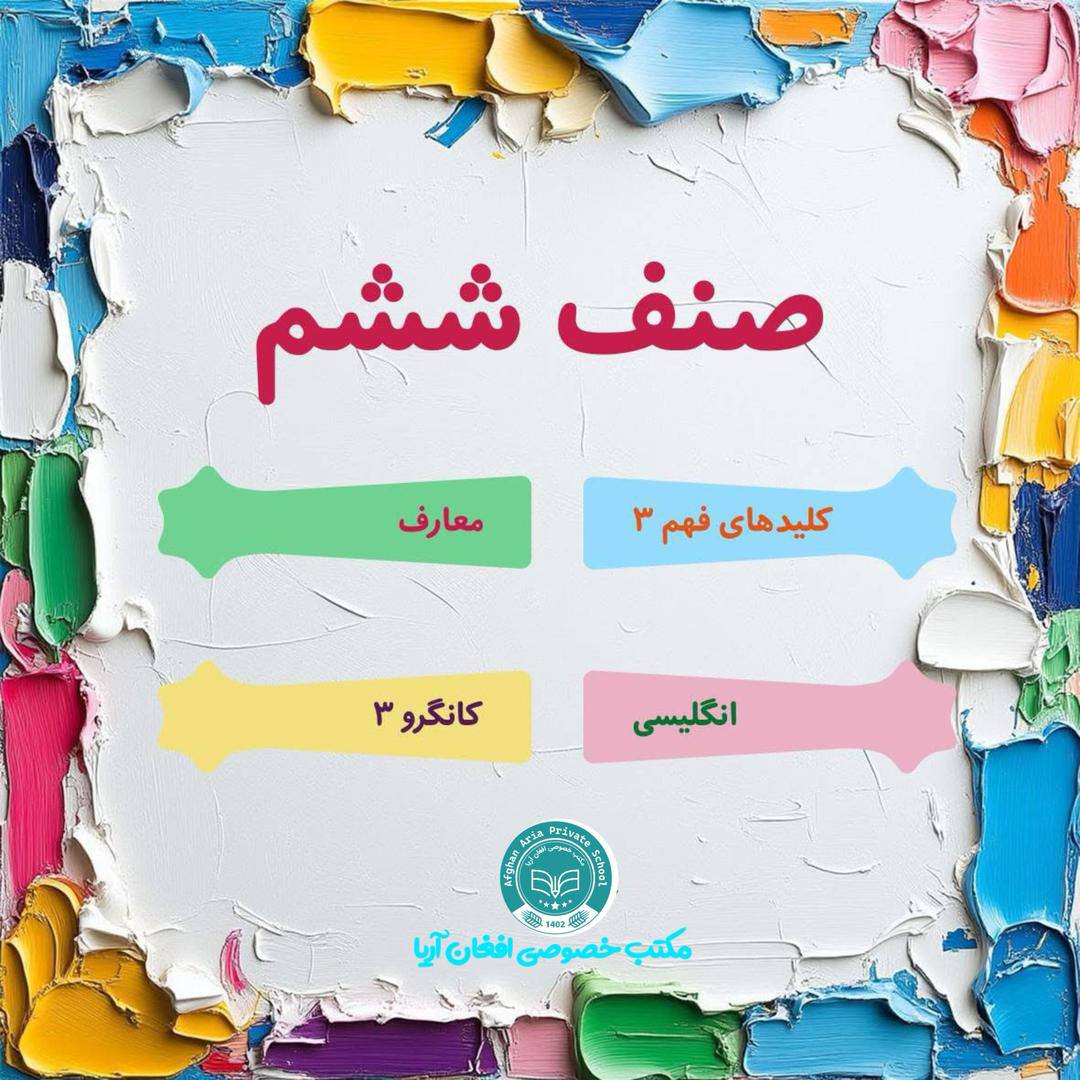 صنف ششم
کلیدهای فهم ۳
معارف
انگلیسی
کانگرو ۳
Afghan Aria Private School
مکتب خصوصی افغان آریا
1402
مکتب خصوصی افغان آریا